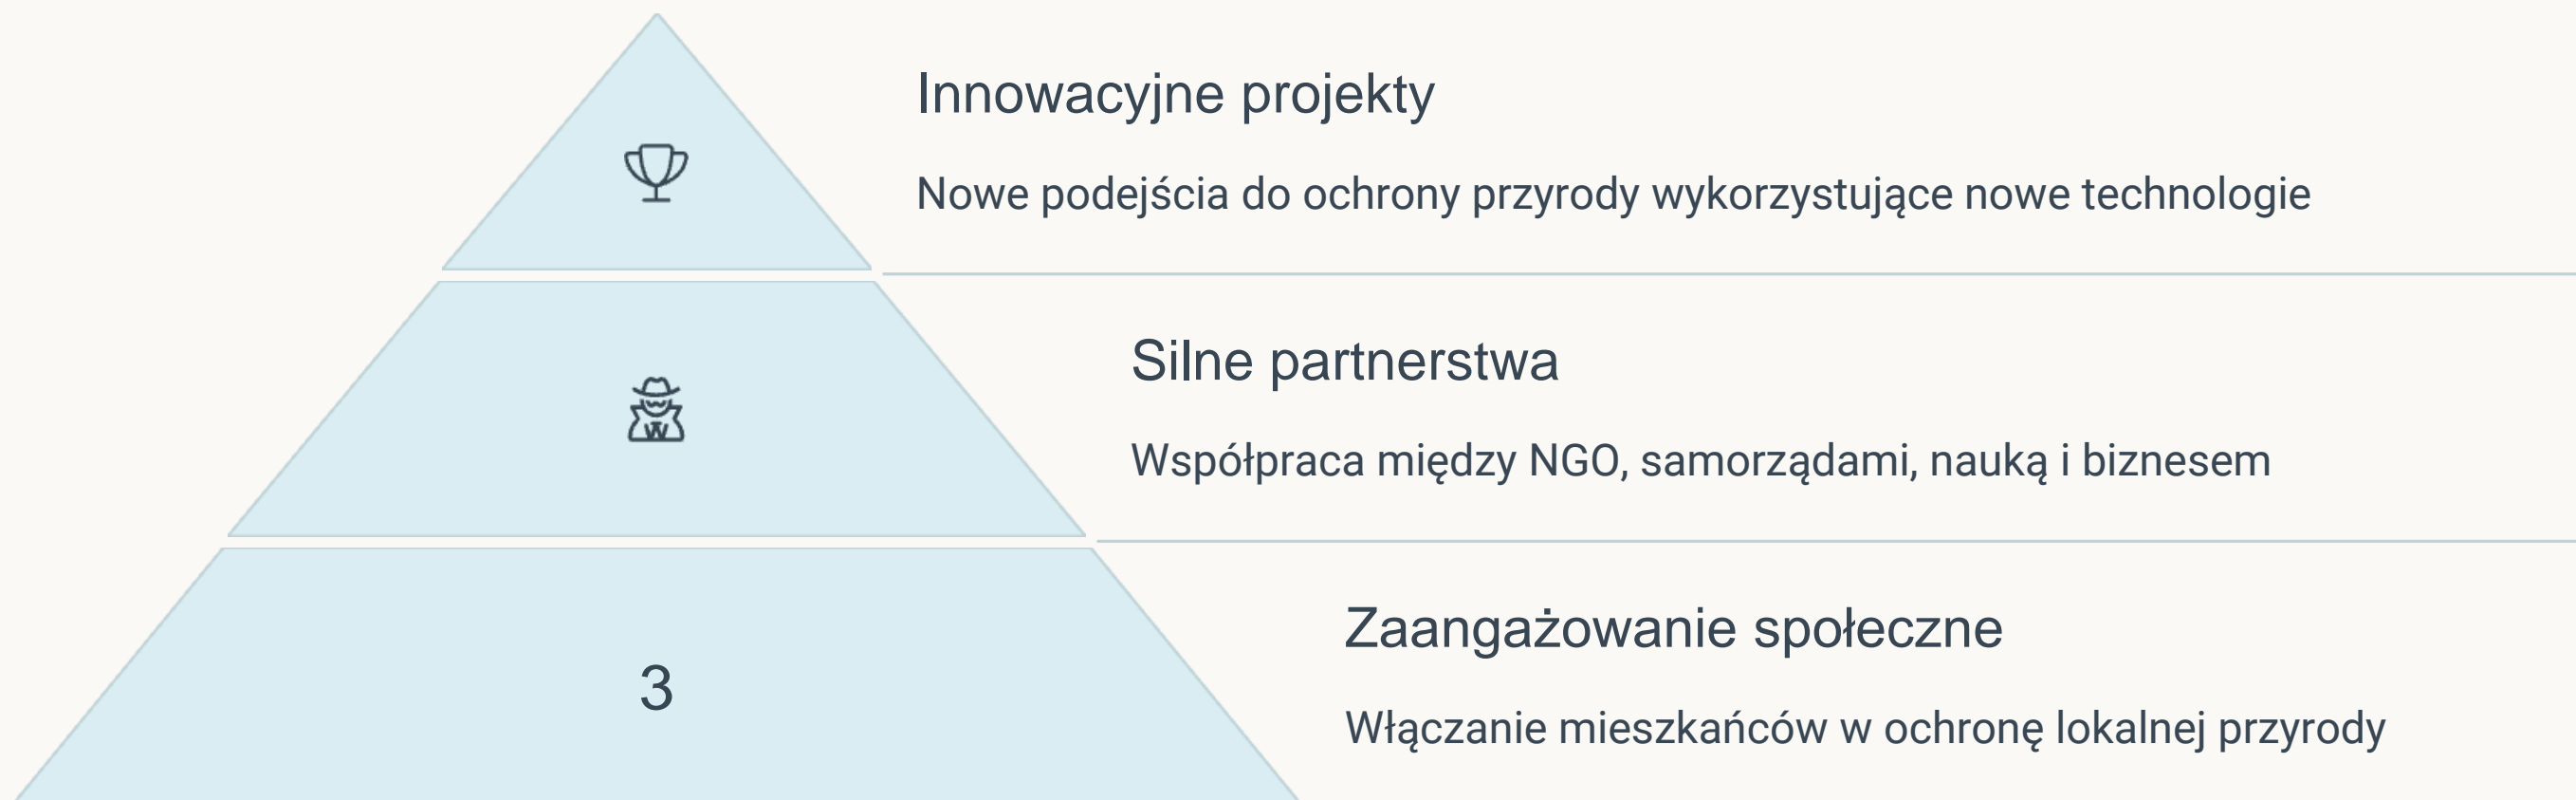 Innowacyjne projekty
Nowe podejścia do ochrony przyrody wykorzystujące nowe technologie
Silne partnerstwa
Współpraca między NGO, samorządami, nauką i biznesem
3
Zaangażowanie społeczne
Włączanie mieszkańców w ochronę lokalnej przyrody